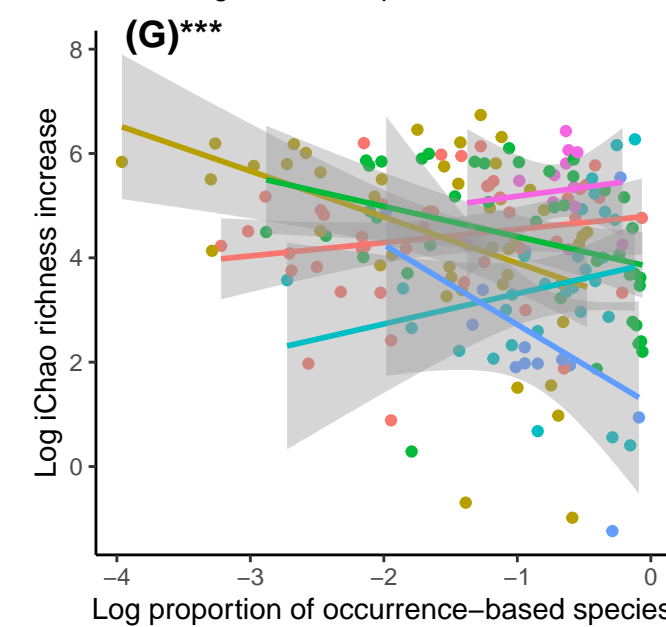 (G)***
Log iChao richness increase
8
6
4
2
0
−4 −3 −2 −1 0
Log proportion of occurrence−based species